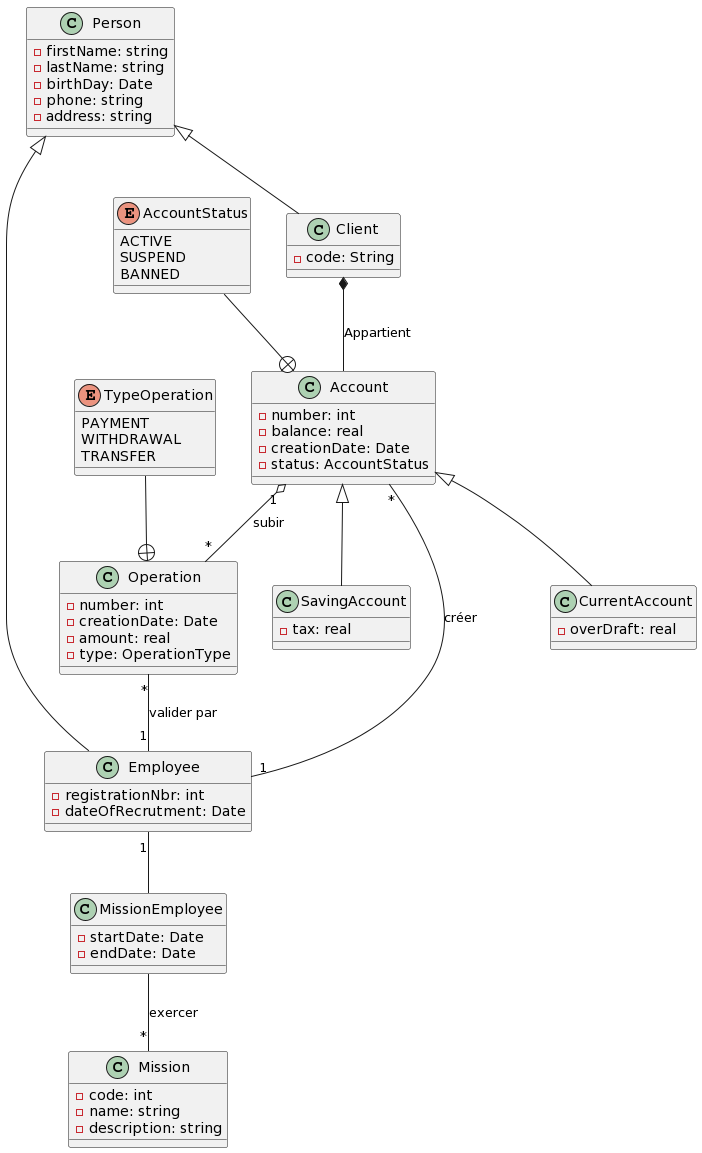 Person
firstName: string
lastName: string
birthDay: Date
phone: string
address: string
AccountStatus
ACTIVE
SUSPEND
BANNED
Client
code: String
Appartient
TypeOperation
PAYMENT
WITHDRAWAL
TRANSFER
Account
number: int
balance: real
creationDate: Date
status: AccountStatus
1
*
subir
*
Operation
number: int
creationDate: Date
amount: real
type: OperationType
SavingAccount
tax: real
CurrentAccount
overDraft: real
créer
*
valider par
1
1
Employee
registrationNbr: int
dateOfRecrutment: Date
1
MissionEmployee
startDate: Date
endDate: Date
exercer
*
Mission
code: int
name: string
description: string